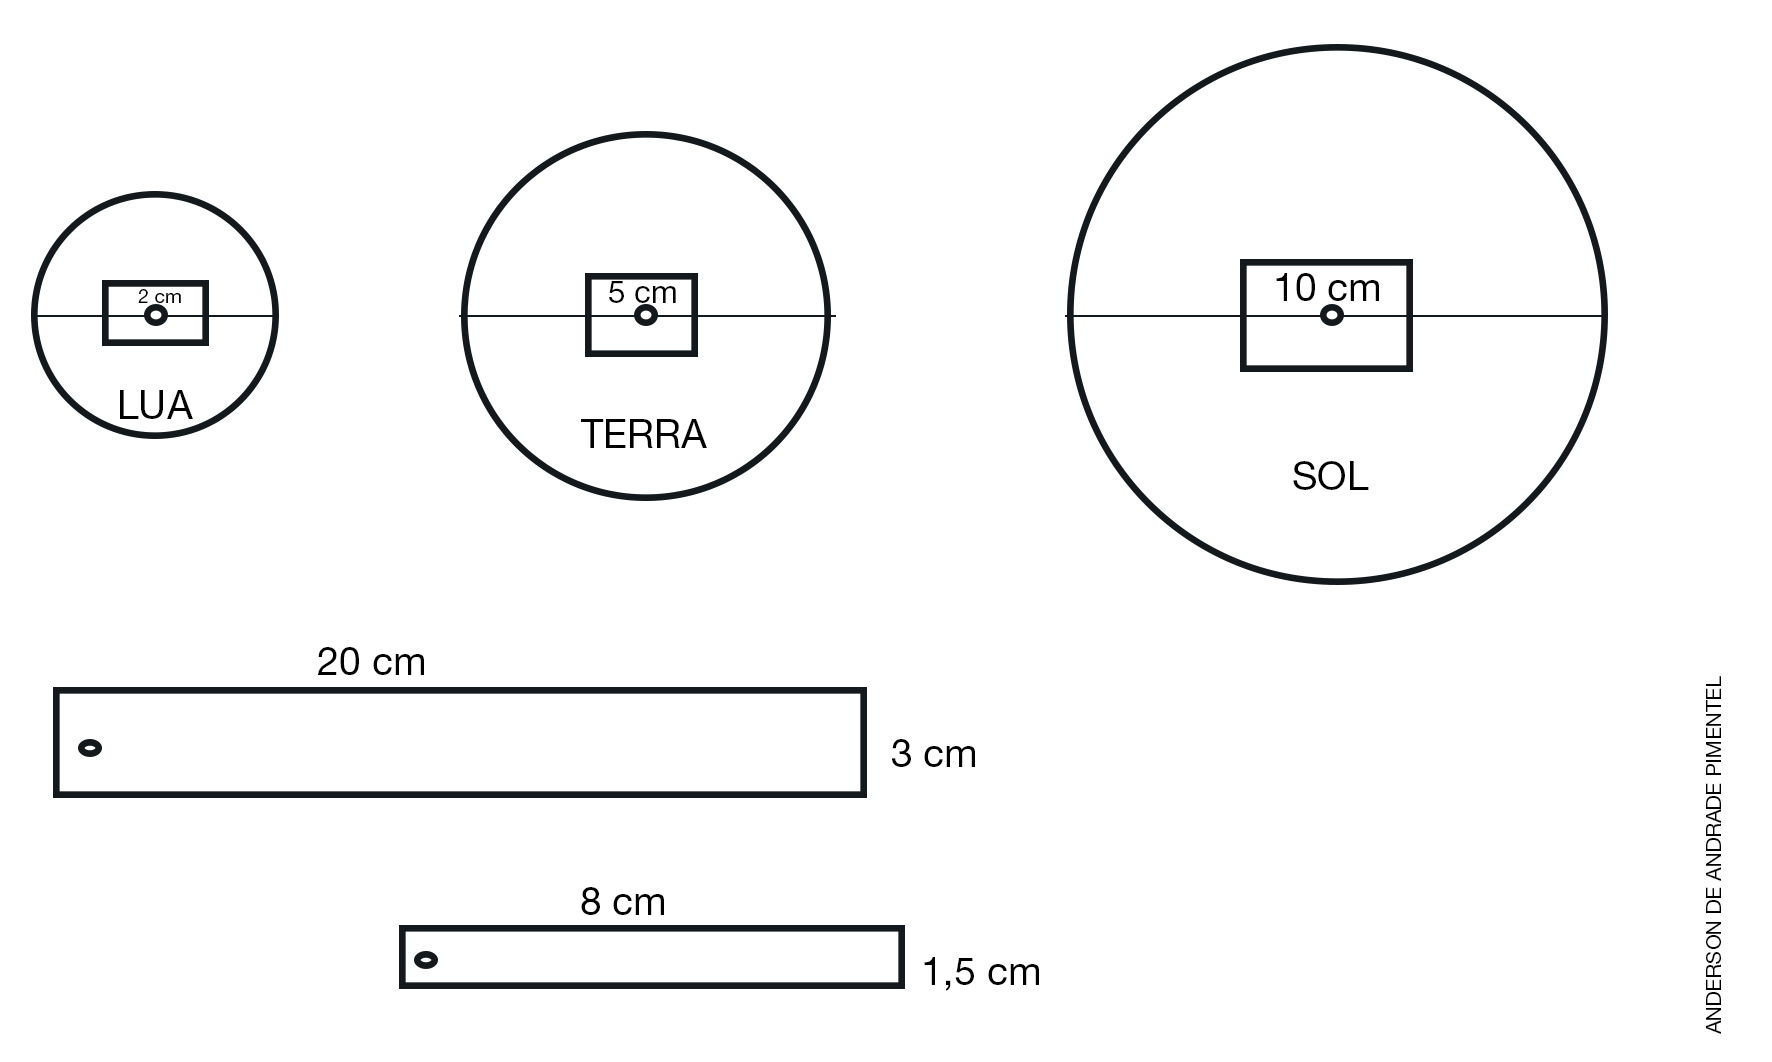 2 cm
LUA
5 cm
TERRA
10 cm
SOL
20 cm
3 cm
8 cm
1,5 cm
ANDERSON DE ANDRADE PIMENTEL